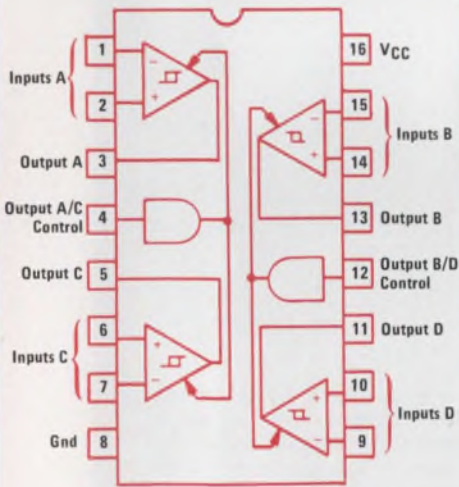 1
Inputs A
2
Output A 3
Output A/C
Control
4
Output C 5
6
Inputs C
7
Gnd 8
16 VCC
15
Inputs B
14
13 Output B
12 Output B/D
Control
11 Output D
10
Inputs D
9
- 
+
- 
+
+
-
+
-